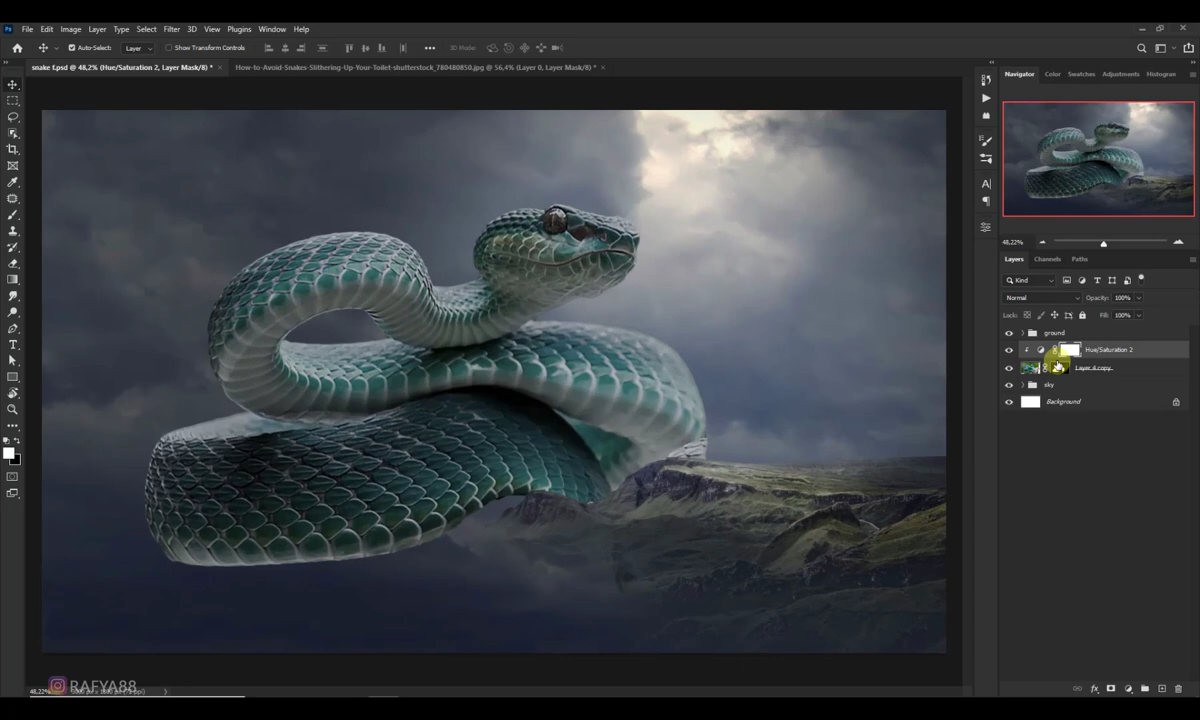 File Edit Image Layer Type Select Filter 3D View Plugins Window Help
Auto-Select: Layer Show Transform Controls 3D Mode:
snake f.psd @ 48,2% (Hue/Saturation 2, Layer Mask/8) * × How-to-Avoid-Snakes-Slithering-Up-Your-Toilet-shutterstock_780480850.jpg @ 56,4% (Layer 0, Layer Mask/8) * ×
Navigator Color Swatches Adjustments Histogram
48,22%
Layers Channels Paths
Kind
Normal Opacity: 100%
Lock: Fill: 100%
ground
Hue/Saturation 2
Layer 4 copy
sky
Background
RAFYA88
48,22%